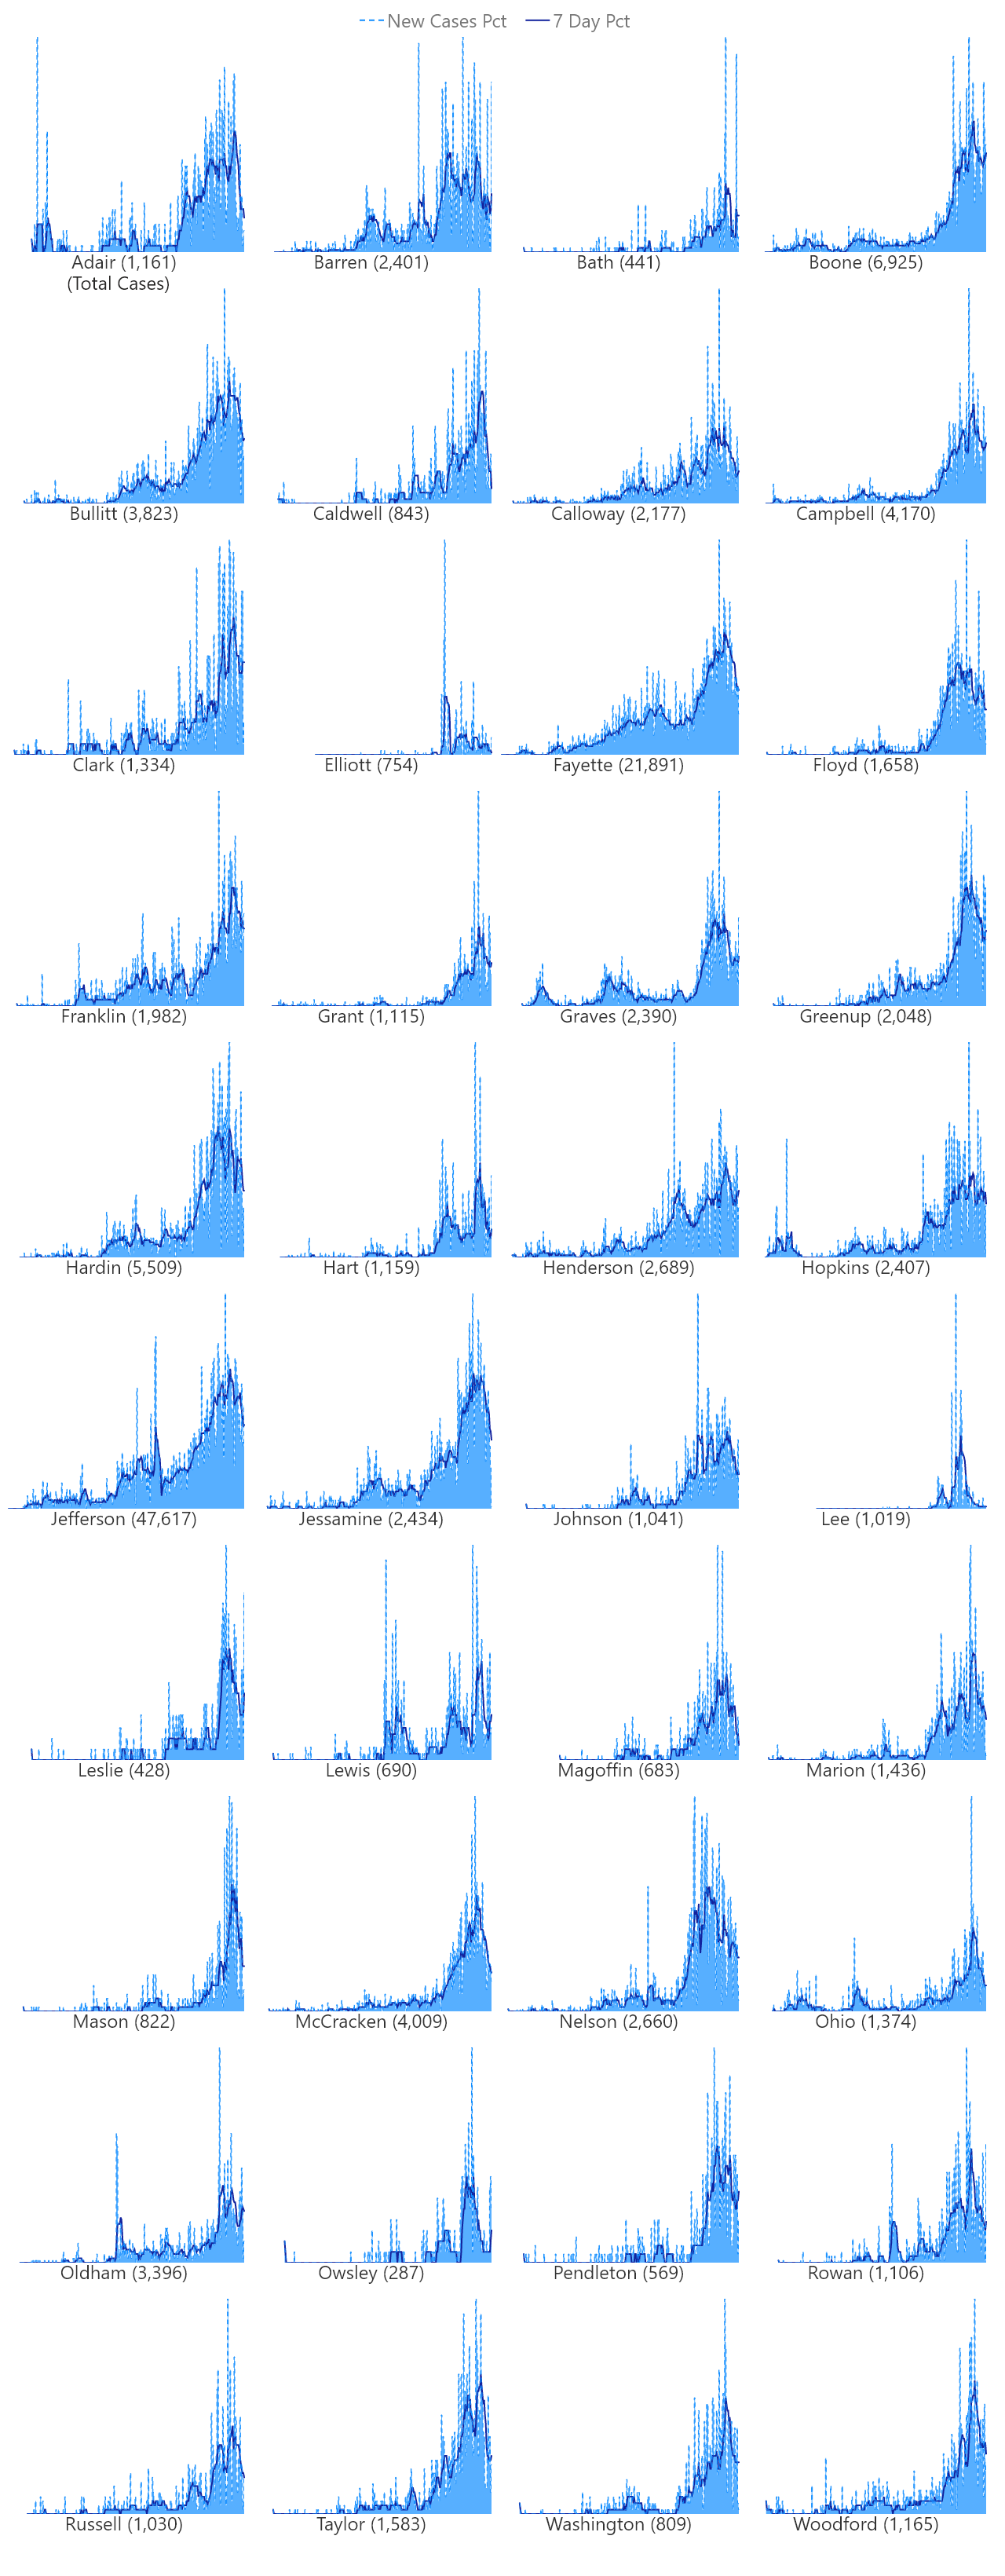 New Cases Pct 7 Day Pct
Adair (1,161) Barren (2,401) Bath (441) Boone (6,925)
(Total Cases)
Bullitt (3,823) Caldwell (843) Calloway (2,177) Campbell (4,170)
Clark (1,334) Elliott (754) Fayette (21,891) Floyd (1,658)
Franklin (1,982) Grant (1,115) Graves (2,390) Greenup (2,048)
Hardin (5,509) Hart (1,159) Henderson (2,689) Hopkins (2,407)
Jefferson (47,617) Jessamine (2,434) Johnson (1,041) Lee (1,019)
Leslie (428) Lewis (690) Magoffin (683) Marion (1,436)
Mason (822) McCracken (4,009) Nelson (2,660) Ohio (1,374)
Oldham (3,396) Owsley (287) Pendleton (569) Rowan (1,106)
Russell (1,030) Taylor (1,583) Washington (809) Woodford (1,165)